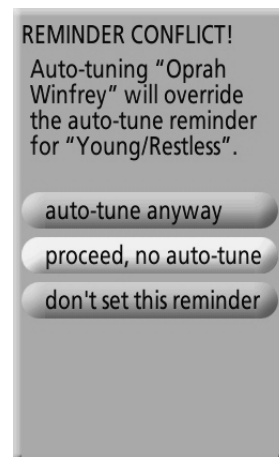 REMINDER CONFLICT!
Auto-tuning “Oprah
Winfrey” will override
the auto-tune reminder
for “Young/Restless”.
auto-tune anyway
proceed, no auto-tune
don't set this reminder